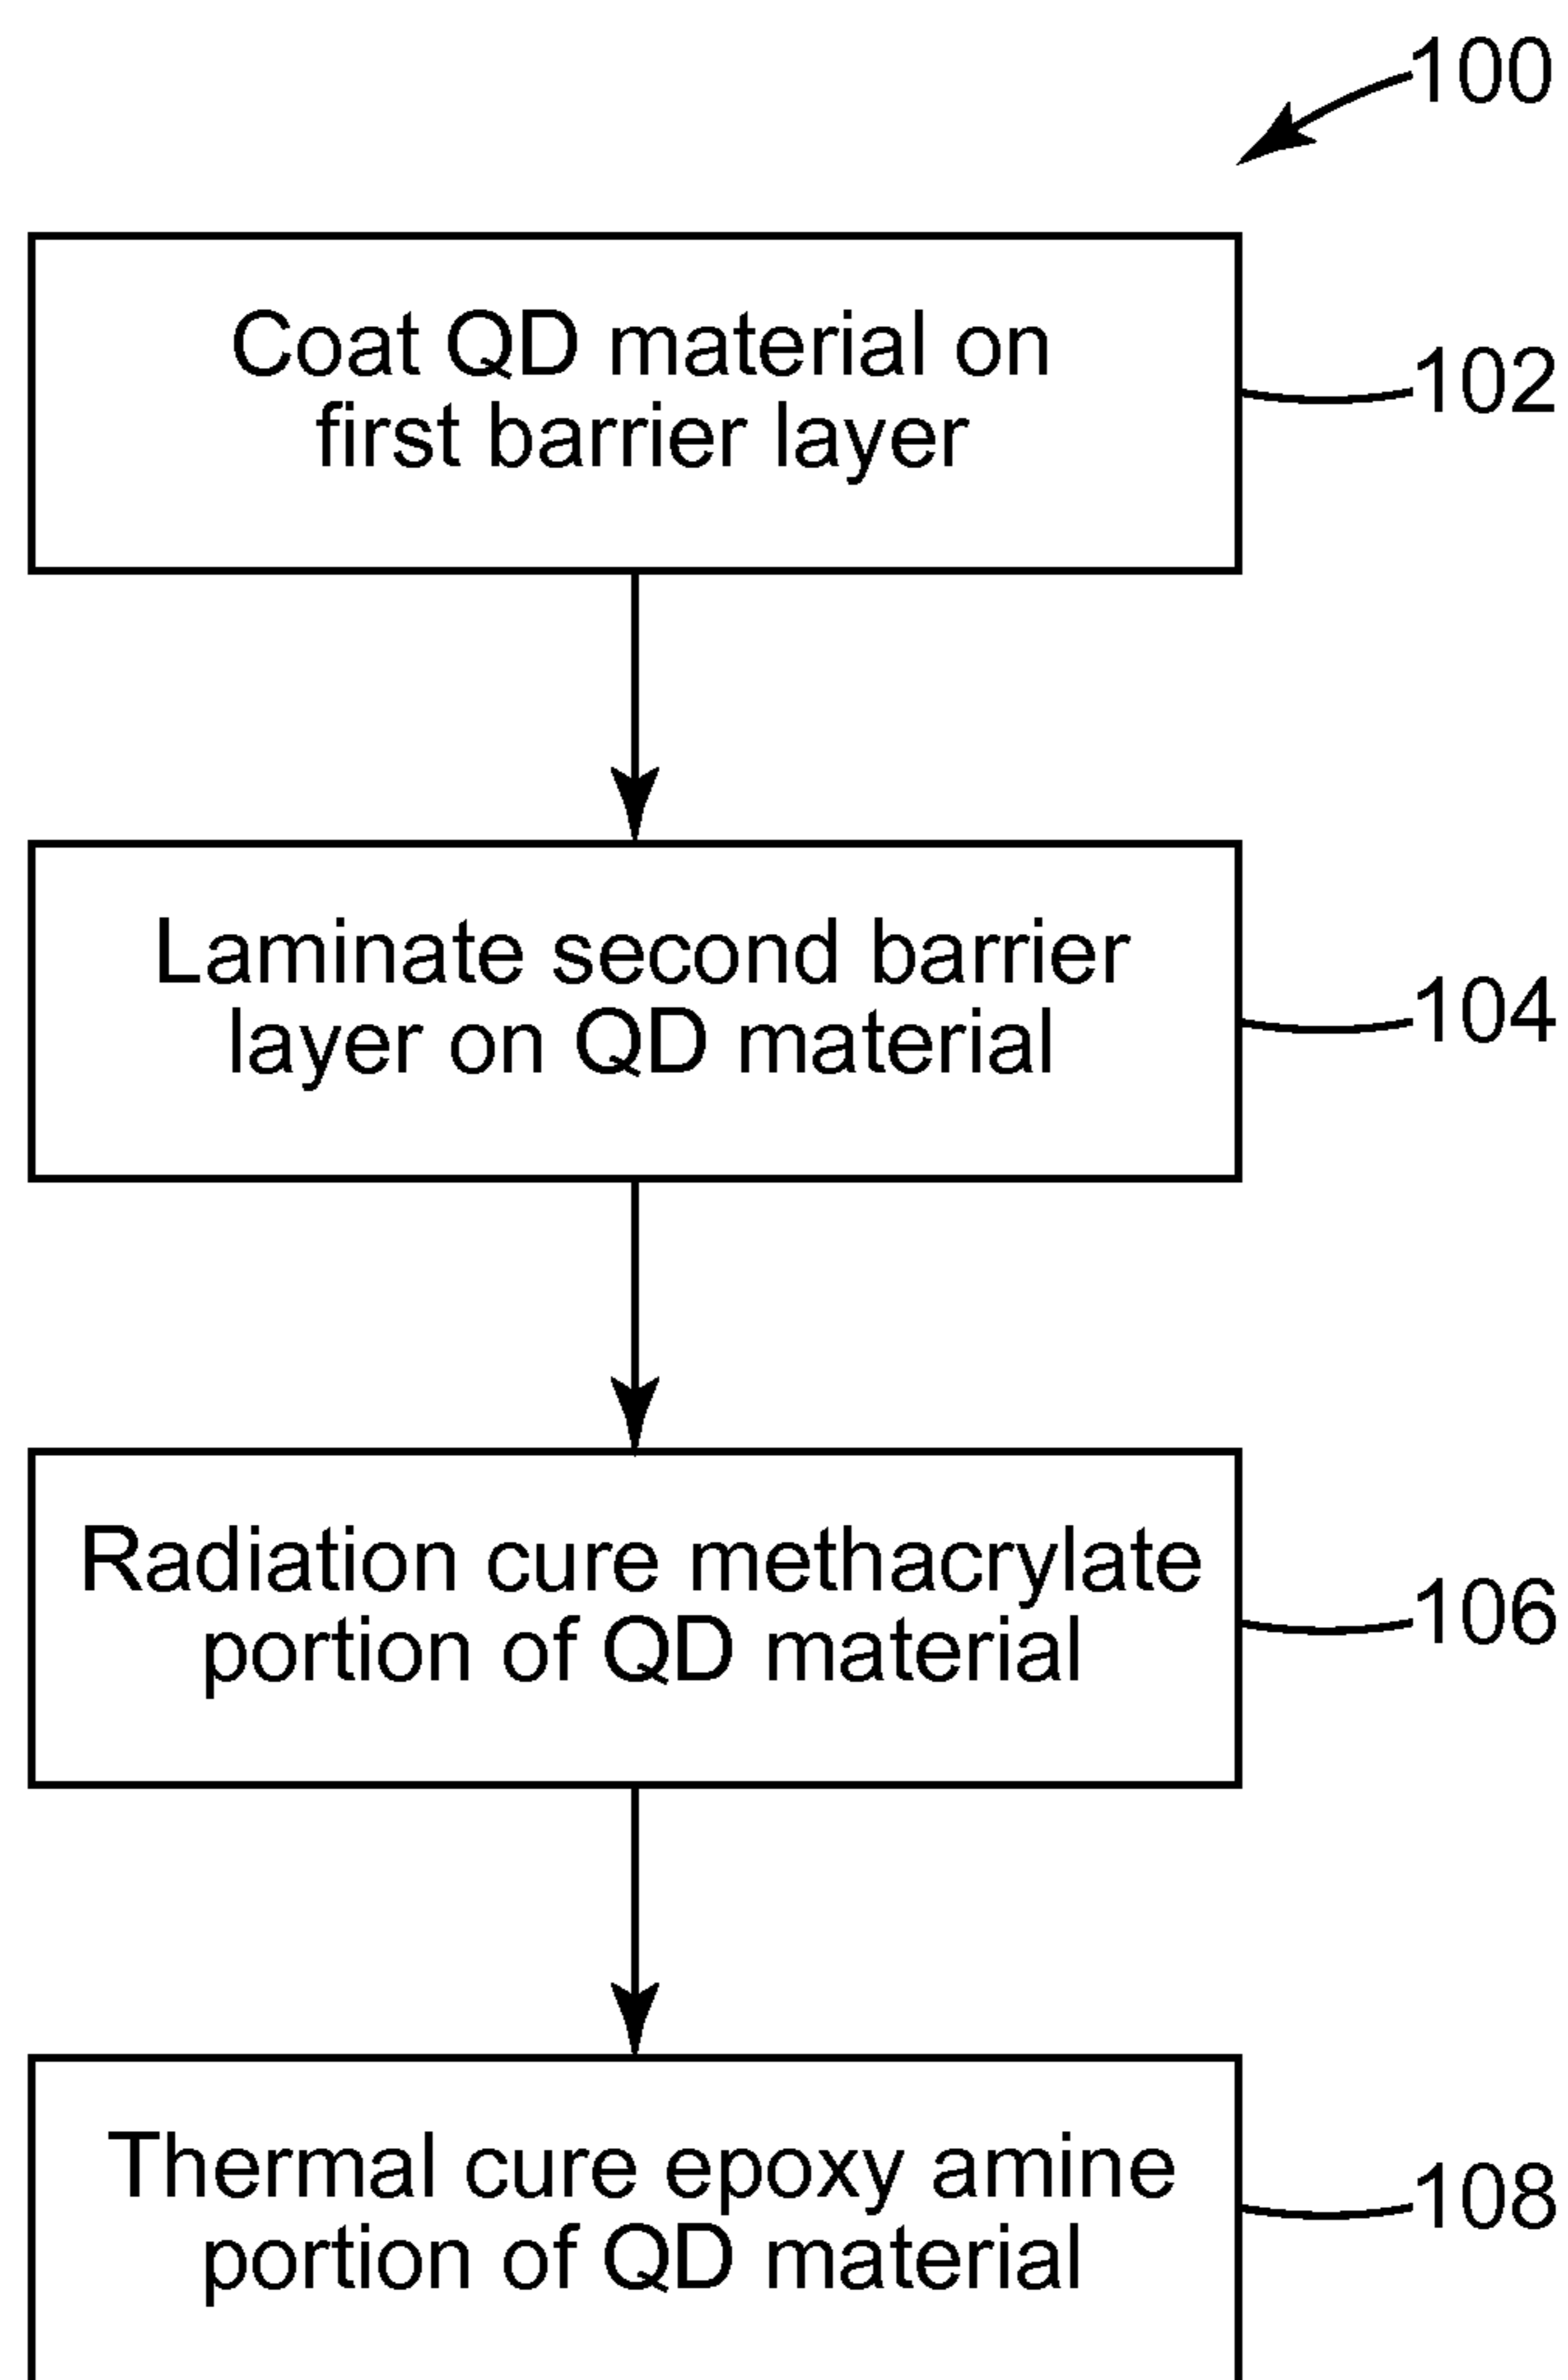 100
Coat QD material on
first barrier layer
102
Laminate second barrier
layer on QD material
104
Radiation cure methacrylate
portion of QD material
106
Thermal cure epoxy amine
portion of QD material
108